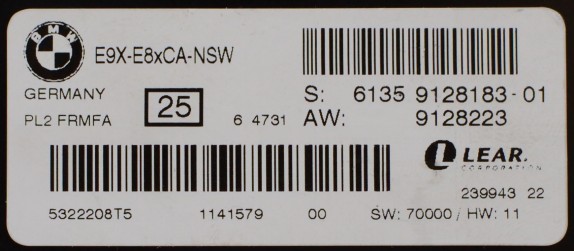 BMW
E9X-E8xCA-NSW
GERMANY
25
S: 6135 9128183-01
PL2 FRMFA
6 4731
AW: 9128223
LEAR.
CORPORATION
239943 22
5322208T5 1141579 00 SW: 70000 / HW: 11